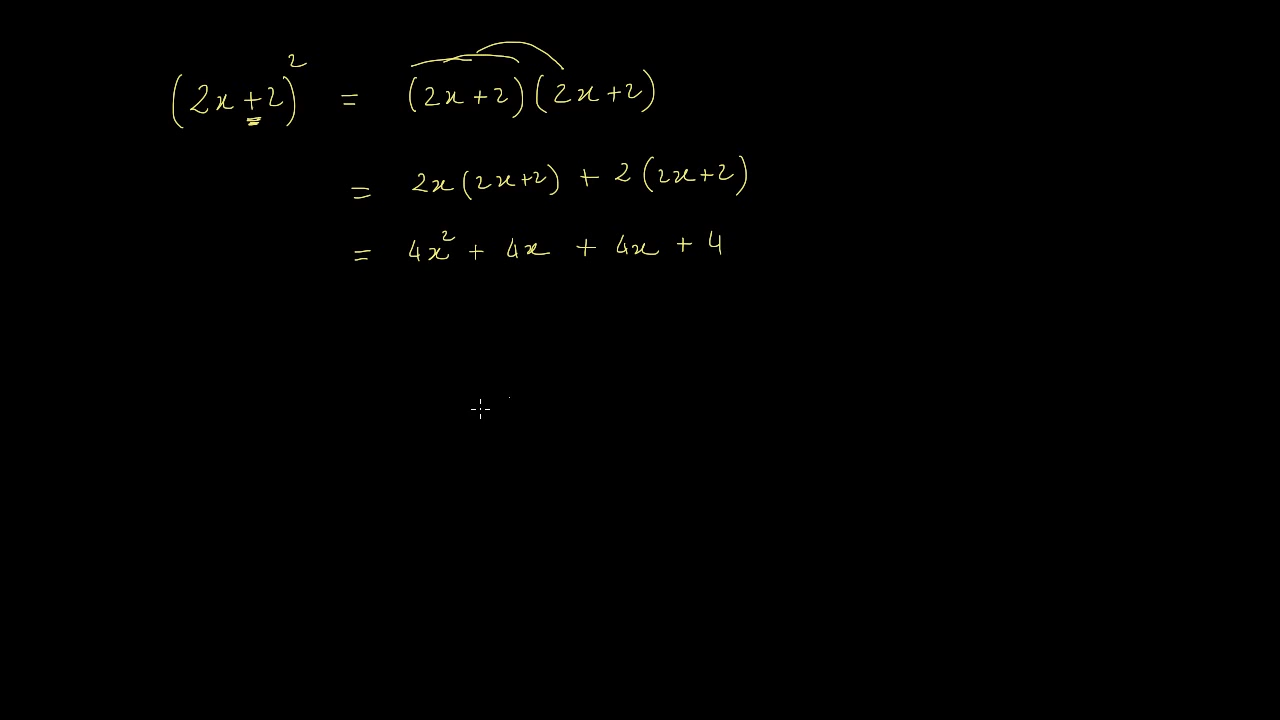 (2x+2)² = (2x+2)(2x+2)
= 2x(2x+2) + 2(2x+2)
= 4x² + 4x + 4x + 4